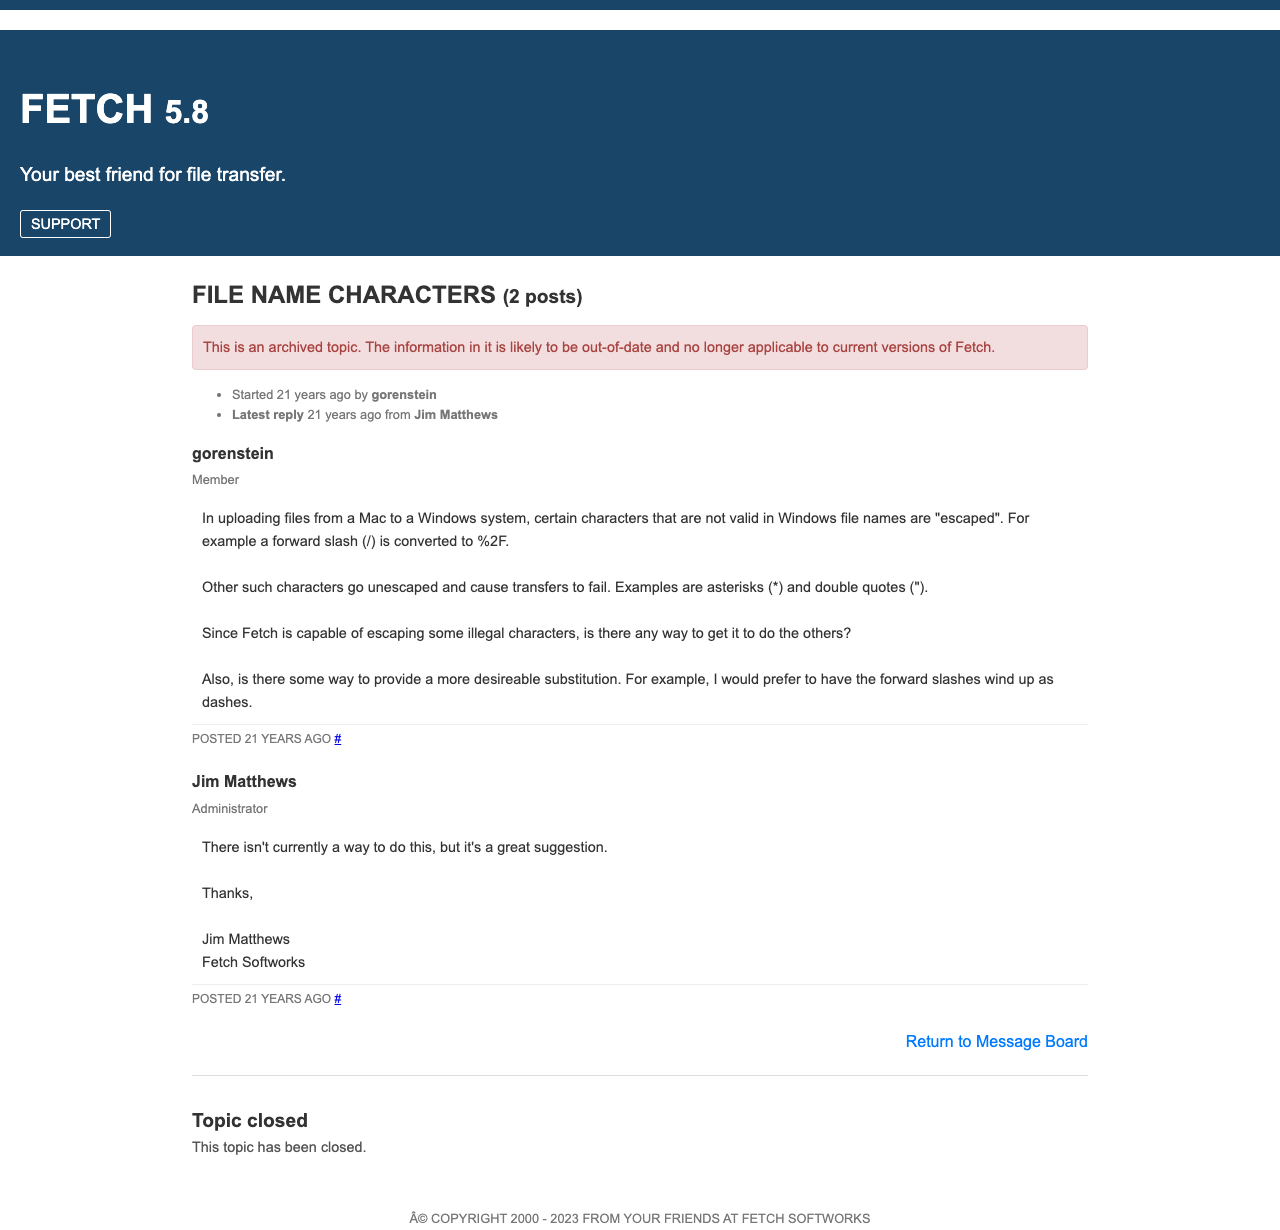 FETCH 5.8
Your best friend for file transfer.
SUPPORT
FILE NAME CHARACTERS (2 posts)
This is an archived topic. The information in it is likely to be out-of-date and no longer applicable to current versions of Fetch.
Started 21 years ago by gorenstein
Latest reply 21 years ago from Jim Matthews
gorenstein
Member
In uploading files from a Mac to a Windows system, certain characters that are not valid in Windows file names are "escaped". For
example a forward slash (/) is converted to %2F.
Other such characters go unescaped and cause transfers to fail. Examples are asterisks (*) and double quotes (").
Since Fetch is capable of escaping some illegal characters, is there any way to get it to do the others?
Also, is there some way to provide a more desireable substitution. For example, I would prefer to have the forward slashes wind up as
dashes.
POSTED 21 YEARS AGO #
Jim Matthews
Administrator
There isn't currently a way to do this, but it's a great suggestion.
Thanks,
Jim Matthews
Fetch Softworks
POSTED 21 YEARS AGO #
Return to Message Board
Topic closed
This topic has been closed.
Â© COPYRIGHT 2000 - 2023 FROM YOUR FRIENDS AT FETCH SOFTWORKS